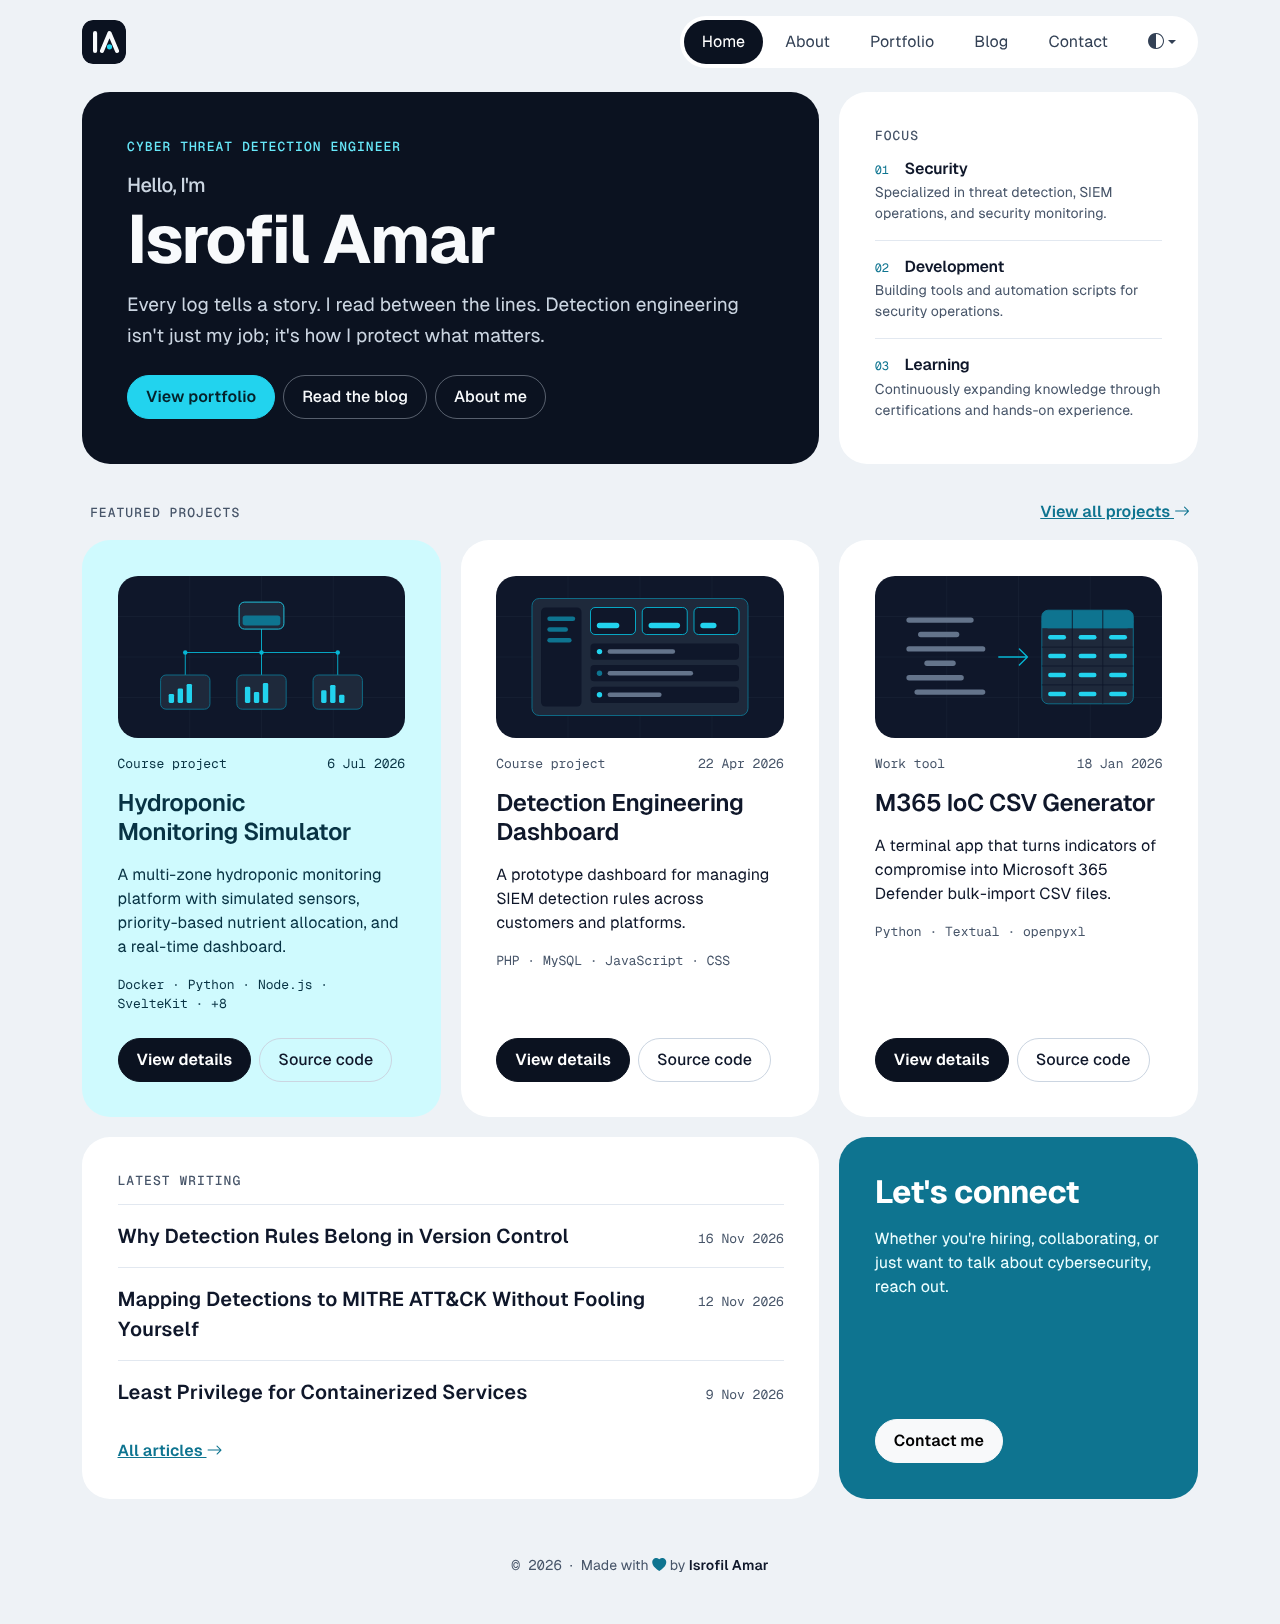 IA
Home
About
Portfolio
Blog
Contact
CYBER THREAT DETECTION ENGINEER
Hello, I'm
Isrofil Amar
Every log tells a story. I read between the lines. Detection engineering
isn't just my job; it's how I protect what matters.
View portfolio
Read the blog
About me
FOCUS
01 Security
Specialized in threat detection, SIEM
operations, and security monitoring.
02 Development
Building tools and automation scripts for
security operations.
03 Learning
Continuously expanding knowledge through
certifications and hands-on experience.
FEATURED PROJECTS
View all projects →
Course project 6 Jul 2026
Hydroponic
Monitoring Simulator
A multi-zone hydroponic monitoring
platform with simulated sensors,
priority-based nutrient allocation, and
a real-time dashboard.
Docker · Python · Node.js ·
SvelteKit · +8
View details
Source code
Course project 22 Apr 2026
Detection Engineering
Dashboard
A prototype dashboard for managing
SIEM detection rules across
customers and platforms.
PHP · MySQL · JavaScript · CSS
View details
Source code
Work tool 18 Jan 2026
M365 IoC CSV Generator
A terminal app that turns indicators of
compromise into Microsoft 365
Defender bulk-import CSV files.
Python · Textual · openpyxl
View details
Source code
LATEST WRITING
Why Detection Rules Belong in Version Control 16 Nov 2026
Mapping Detections to MITRE ATT&CK Without Fooling 12 Nov 2026
Yourself
Least Privilege for Containerized Services 9 Nov 2026
All articles →
Let's connect
Whether you're hiring, collaborating, or
just want to talk about cybersecurity,
reach out.
Contact me
© 2026 · Made with ♥ by Isrofil Amar